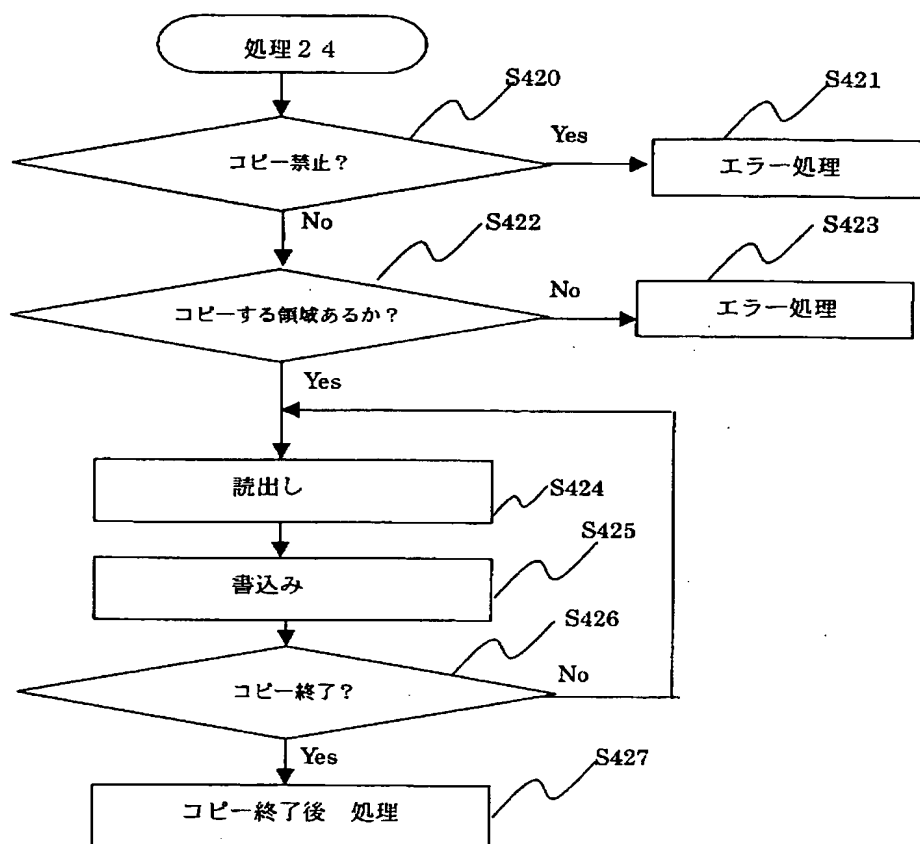 処理24
S420
S421
コピー禁止?
Yes
エラー処理
No
S422
S423
コピーする領域あるか?
No
エラー処理
Yes
読出し
S424
S425
書込み
S426
コピー終了?
No
Yes
S427
コピー終了後 処理